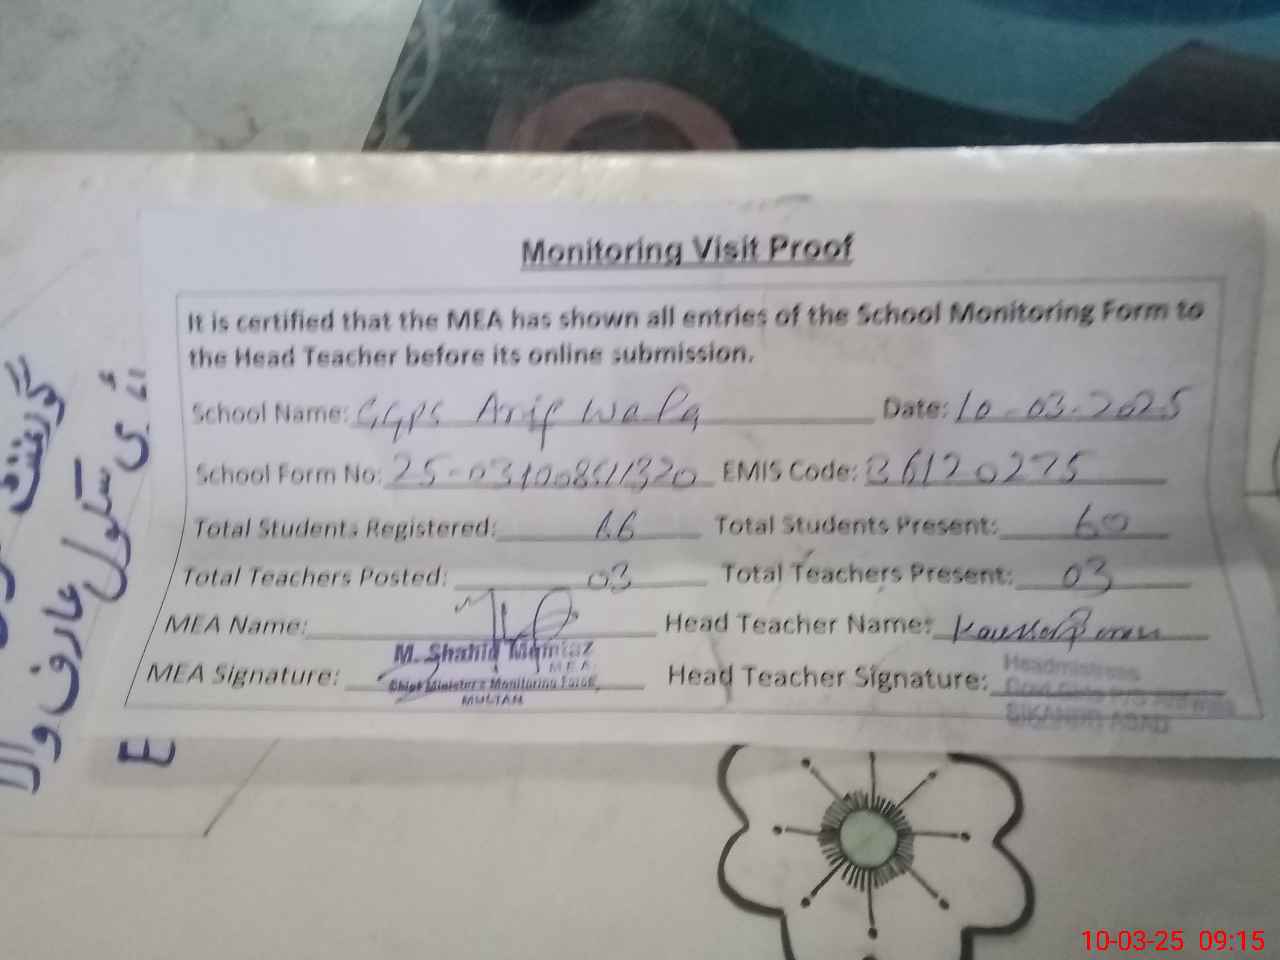 Monitoring Visit Proof
It is certified that the MEA has shown all entries of the School Monitoring Form to
the Head Teacher before its online submission.
School Name: GGPS Arif Wala Date: 10-03-2025
School Form No: 25-03100851320 EMIS Code: 36120275
Total Students Registered: 66 Total Students Present: 60
Total Teachers Posted: 03 Total Teachers Present: 03
MEA Name: Head Teacher Name:
M. Shahid Mumtaz
MEA
MEA Signature: Head Teacher Signature:
Chief Minister's Monitoring Force
MULTAN
Headmistress
SIKANDR ABAD
سکول عارف والا
E
10-03-25 09:15